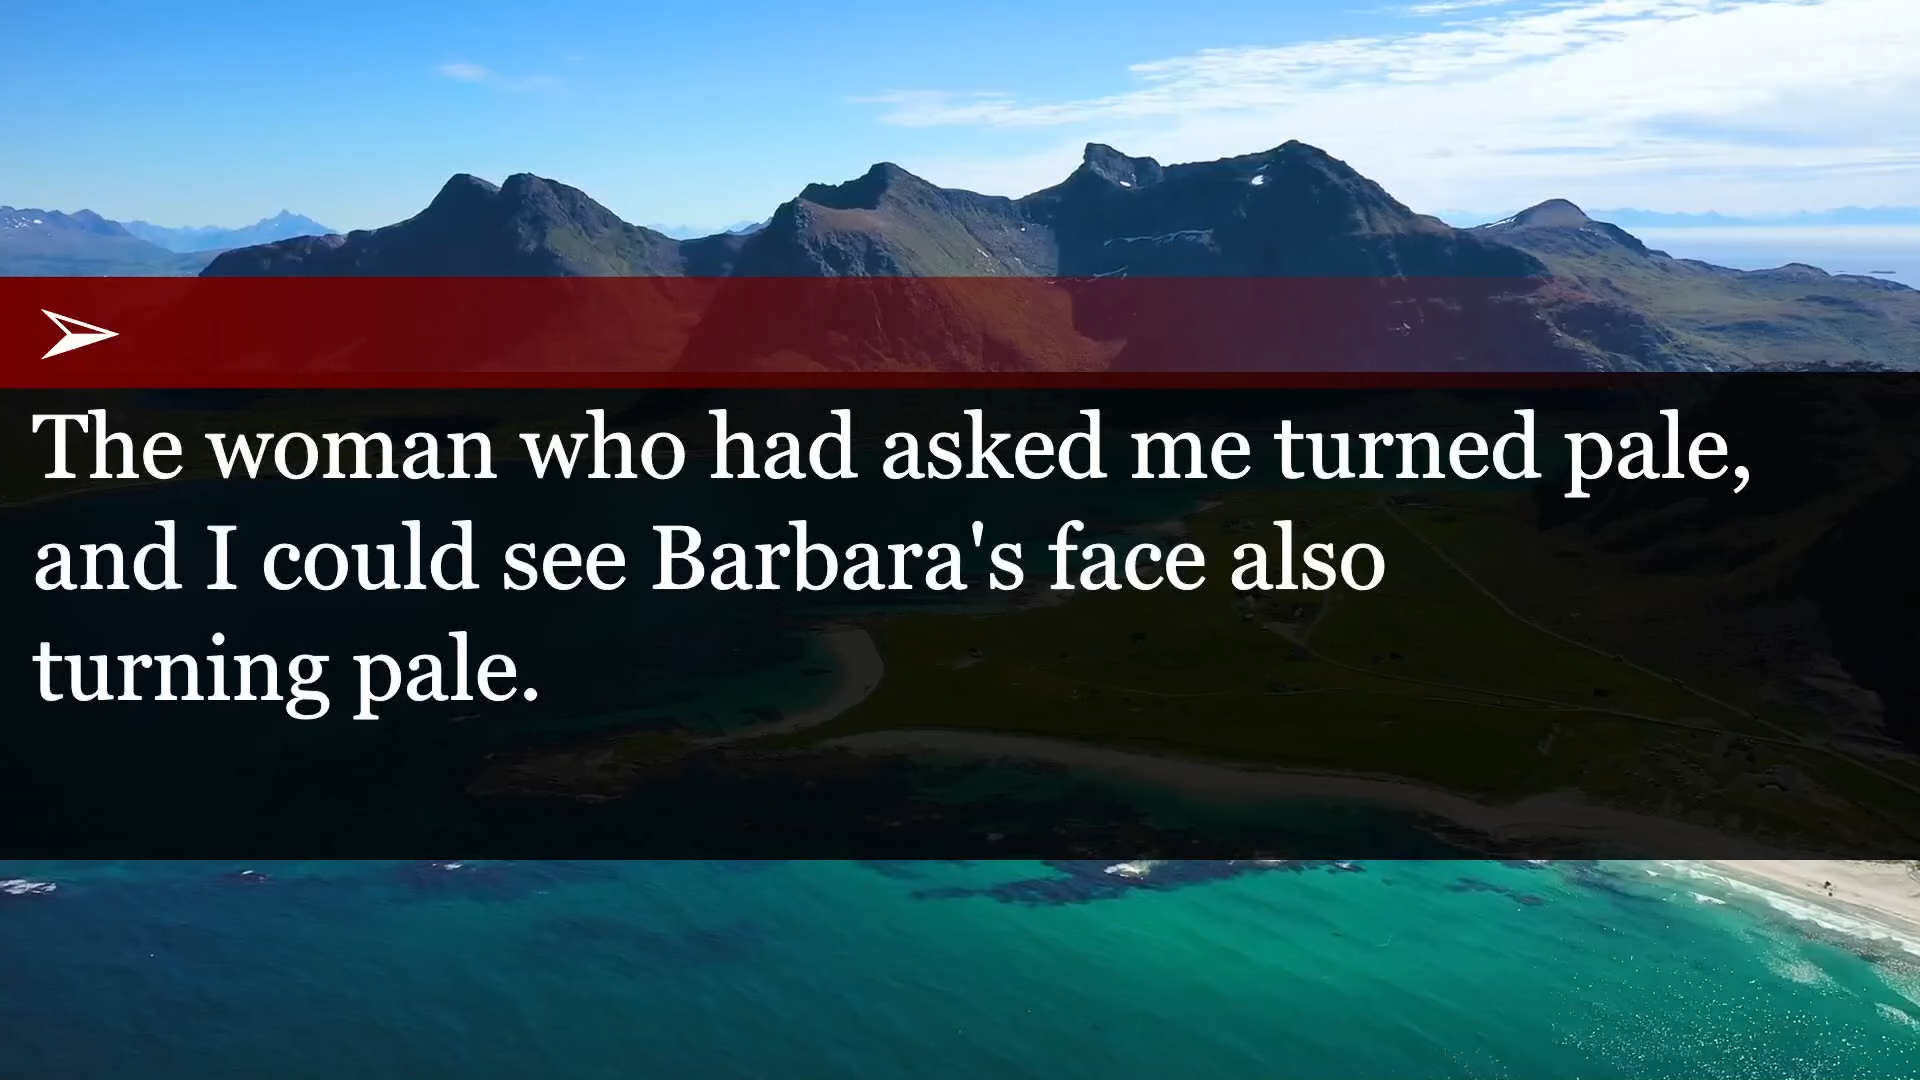 The woman who had asked me turned pale,
and I could see Barbara's face also
turning pale.